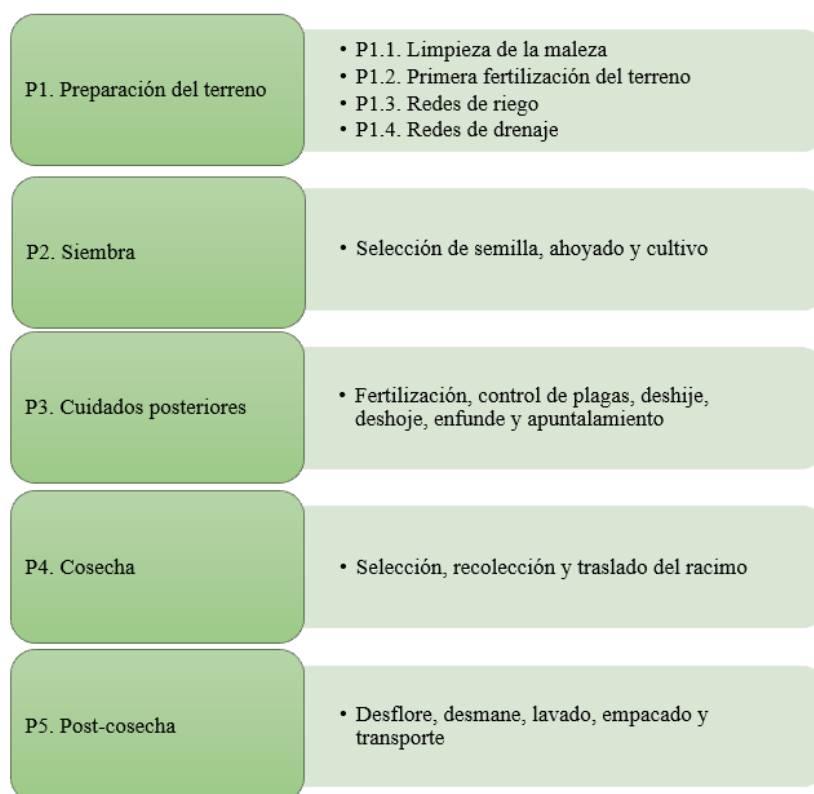 P1. Preparación del terreno
• P1.1. Limpieza de la maleza
• P1.2. Primera fertilización del terreno
• P1.3. Redes de riego
• P1.4. Redes de drenaje
P2. Siembra
• Selección de semilla, ahoyado y cultivo
P3. Cuidados posteriores
• Fertilización, control de plagas, deshije,
deshoje, enfunde y apuntalamiento
P4. Cosecha
• Selección, recolección y traslado del racimo
P5. Post-cosecha
• Desflore, desmane, lavado, empacado y
transporte